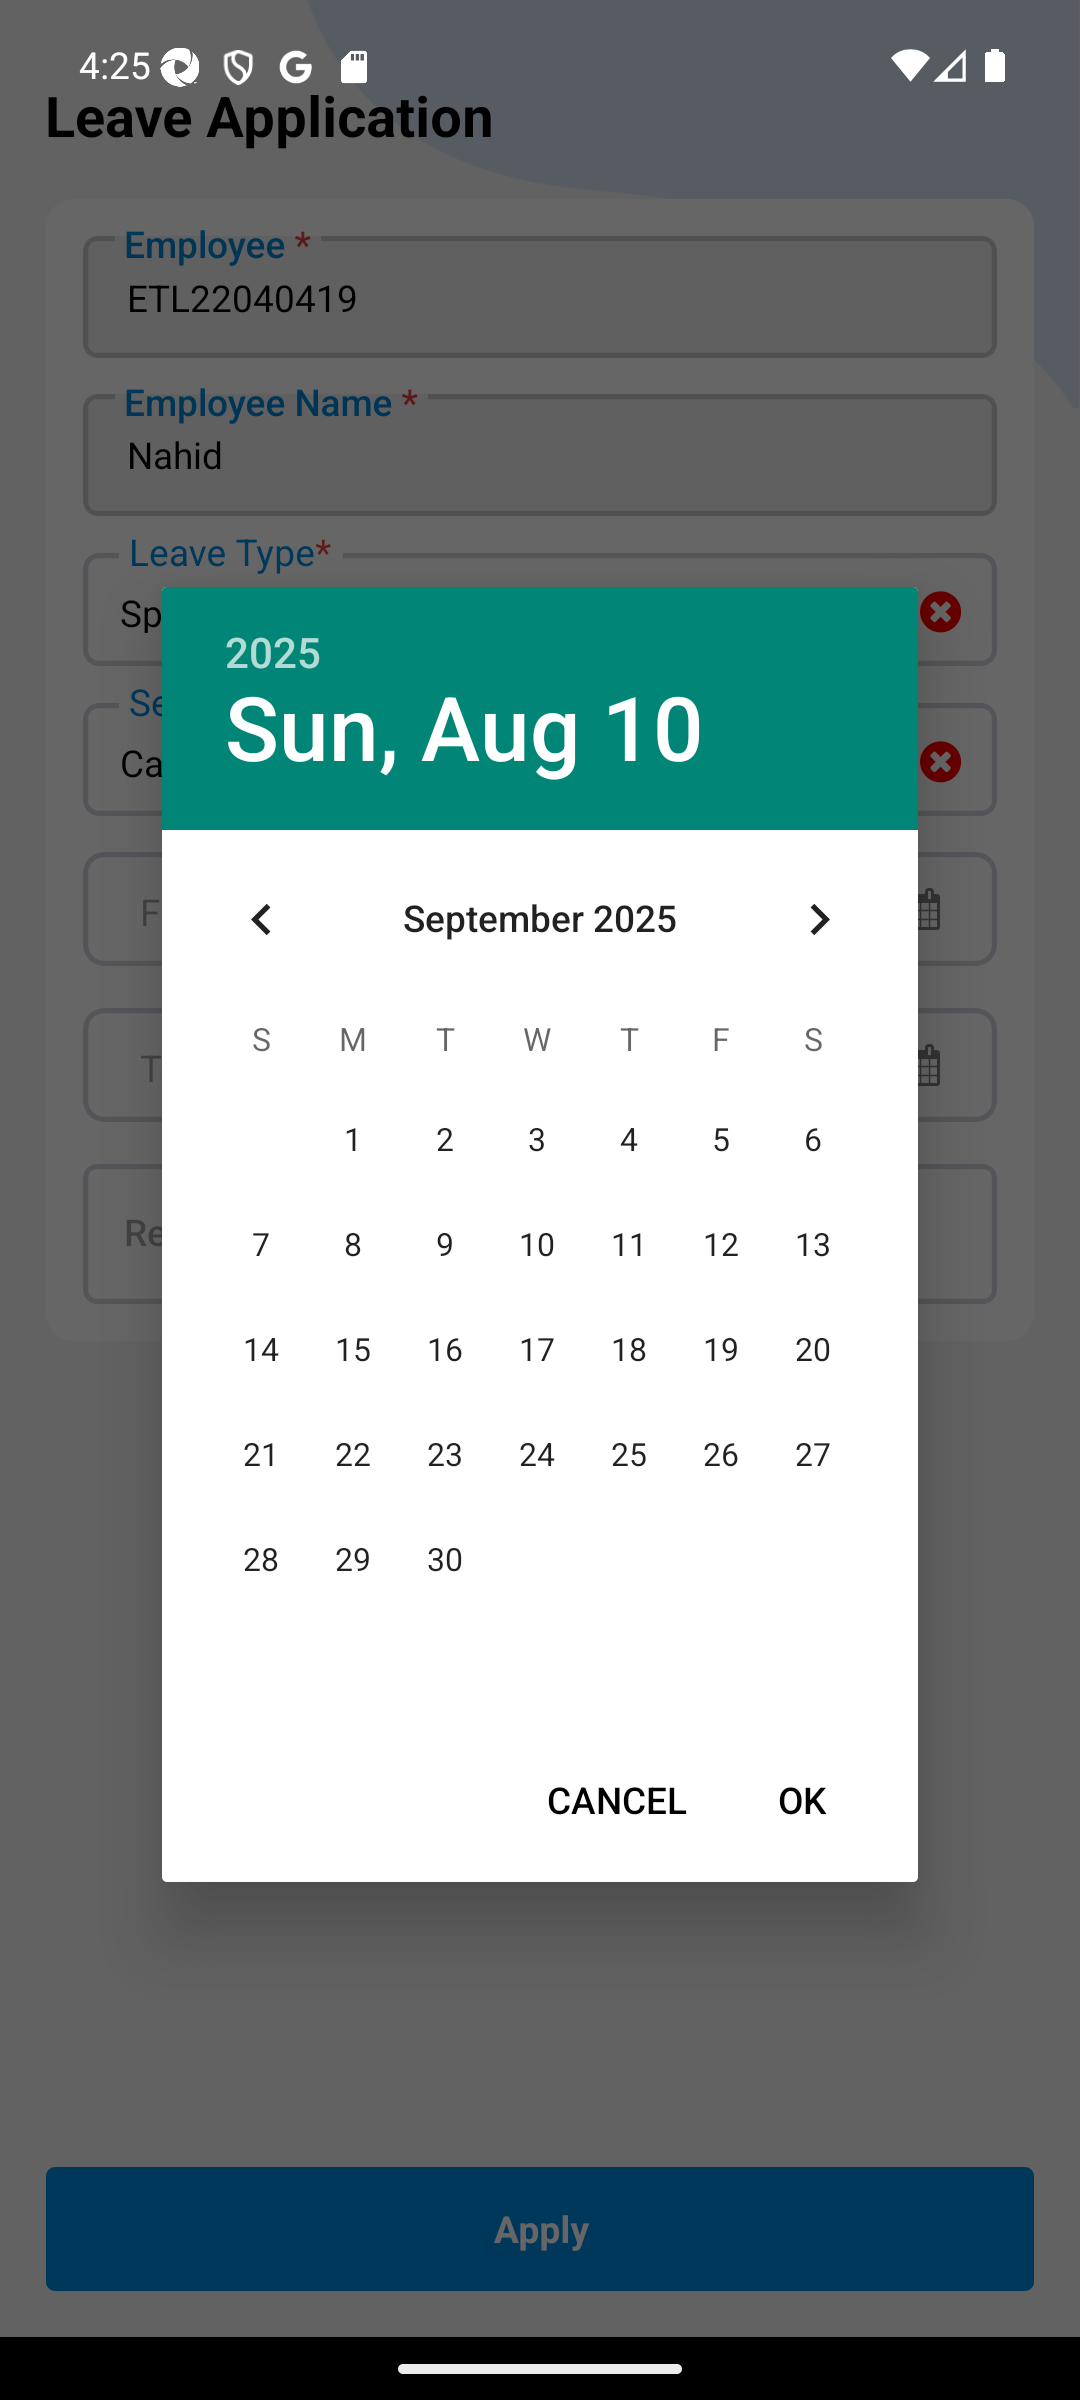 4:25
Leave Application
Employee *
ETL22040419
Employee Name *
Nahid
Leave Type*
2025
Sun, Aug 10
September 2025
S M T W T F S
1 2 3 4 5 6
7 8 9 10 11 12 13
14 15 16 17 18 19 20
21 22 23 24 25 26 27
28 29 30
CANCEL OK
Apply